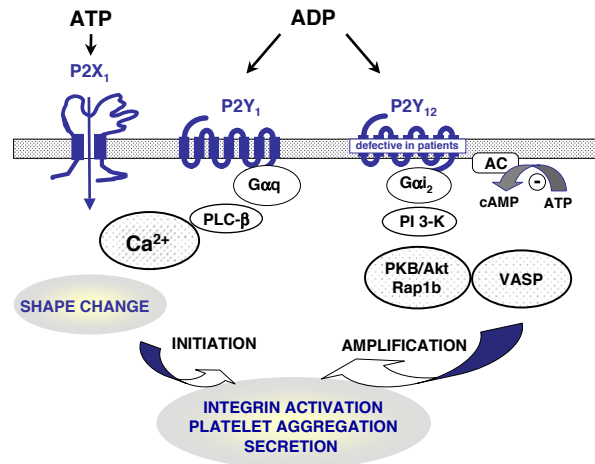 ATP
ADP
P2X₁
P2Y₁
P2Y₁₂
defective in patients
AC
Gαq
Gαi₂
cAMP
-
ATP
PLC-β
PI 3-K
Ca²⁺
PKB/Akt
Rap1b
VASP
SHAPE CHANGE
INITIATION
AMPLIFICATION
INTEGRIN ACTIVATION
PLATELET AGGREGATION
SECRETION